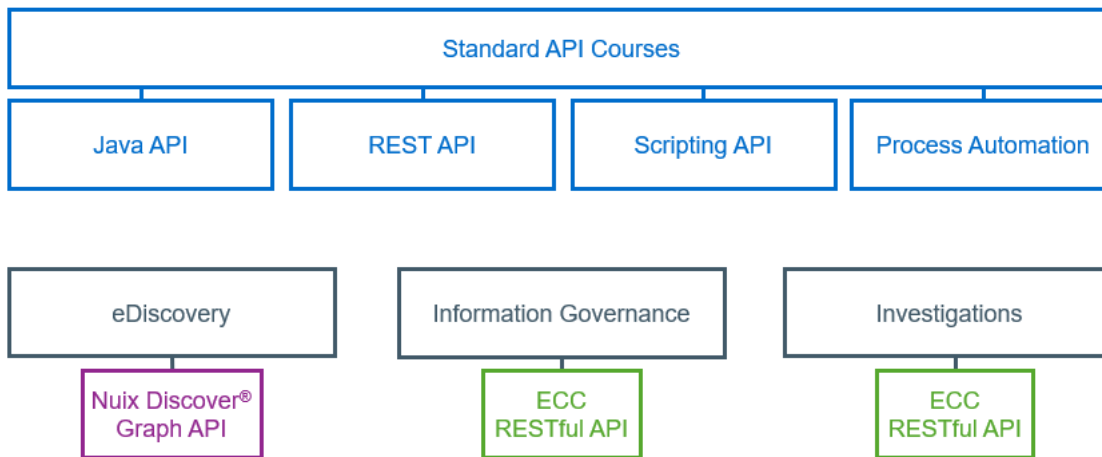 Standard API Courses
Java API
REST API
Scripting API
Process Automation
eDiscovery
Information Governance
Investigations
Nuix Discover®
Graph API
ECC
RESTful API
ECC
RESTful API